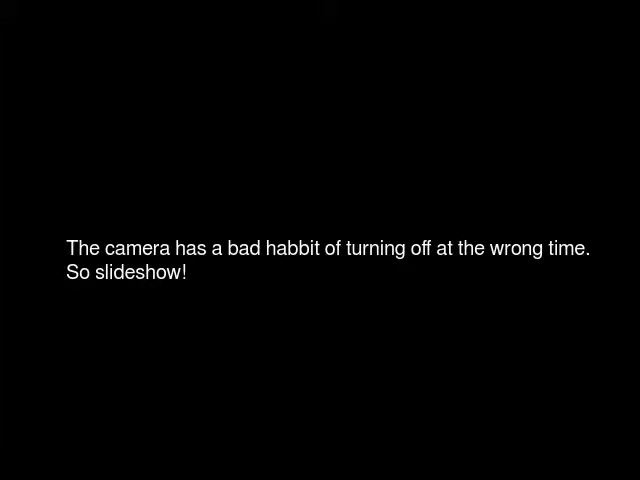 The camera has a bad habbit of turning off at the wrong time.
So slideshow!